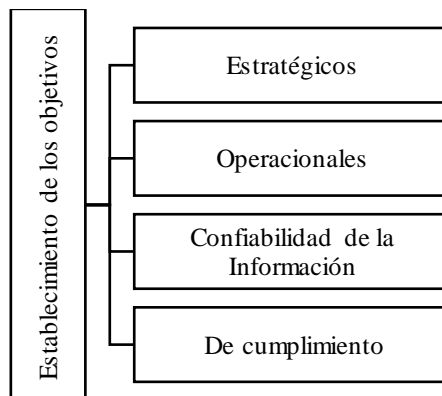 Establecimiento de los objetivos
Estratégicos
Operacionales
Confiabilidad de la
Información
De cumplimiento